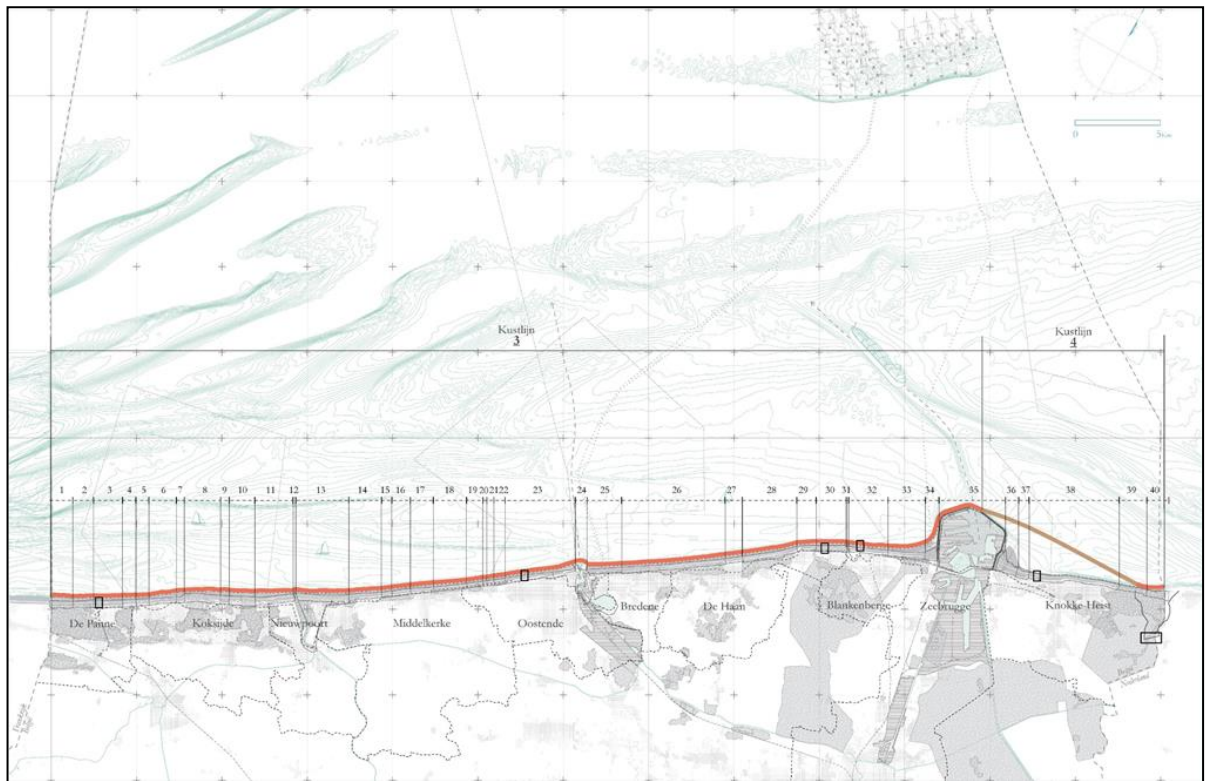 0 5km
Kustlijn
3
Kustlijn
4
1 2 3 4 5 6 7 8 9 10 11 12 13 14 15 16 17 18 19 20 21 22 23 24 25 26 27 28 29 30 31 32 33 34 35 36 37 38 39 40
De Panne
Koksijde
Nieuwpoort
Middelkerke
Oostende
Bredene
De Haan
Blankenberge
Zeebrugge
Knokke-Heist
België
Nederland